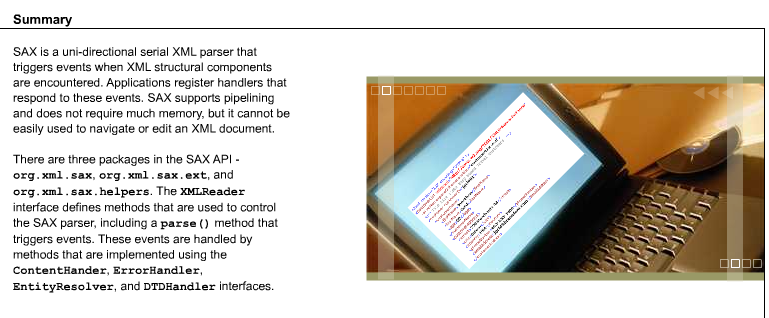 Summary
SAX is a uni-directional serial XML parser that
triggers events when XML structural components
are encountered. Applications register handlers that
respond to these events. SAX supports pipelining
and does not require much memory, but it cannot be
easily used to navigate or edit an XML document.
There are three packages in the SAX API -
org.xml.sax, org.xml.sax.ext, and
org.xml.sax.helpers. The XMLReader
interface defines methods that are used to control
the SAX parser, including a parse() method that
triggers events. These events are handled by
methods that are implemented using the
ContentHander, ErrorHandler,
EntityResolver, and DTDHandler interfaces.